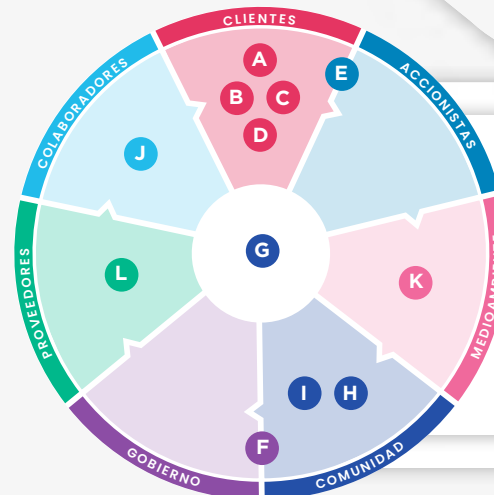 CLIENTES
A
E
B
C
D
COLABORADORES
ACCIONISTAS
J
G
L
K
PROVEEDORES
I
H
F
GOBIERNO
COMUNIDAD